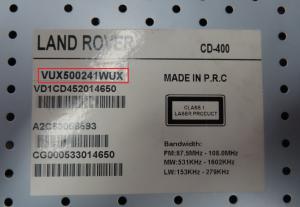 LAND ROVER
CD-400
VUX500241WUX
VD1CD452014650
MADE IN P.R.C
CLASS 1
LASER PRODUCT
CG000533014650
Bandwidth:
FM:87.5MHz - 108.0MHz
MW:531KHz - 1602KHz
LW:153KHz - 279KHz